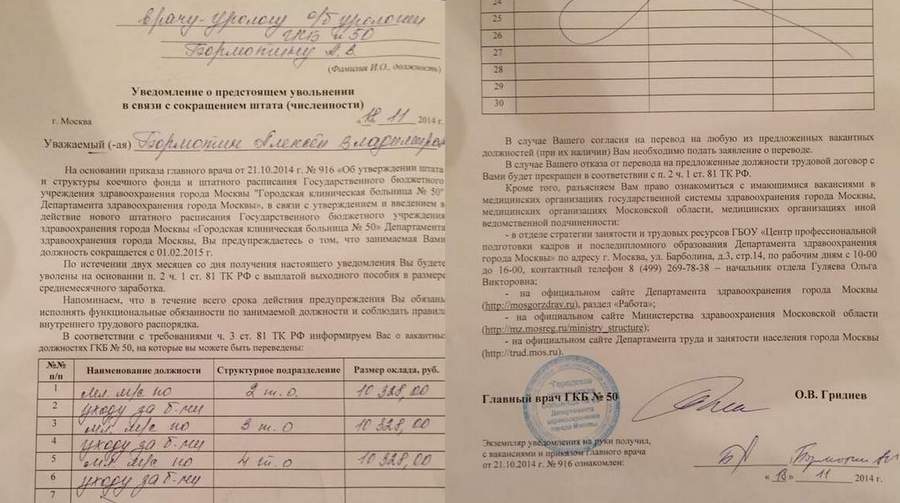 врачу-урологу о/б урологии
ГКБ №50
Бормотину А.В.
(Фамилия И.О., должность)
Уведомление о предстоящем увольнении
в связи с сокращением штата (численности)
г. Москва 18 11 2014 г.
Уважаемый (-ая) Бормотин Алексей Владимиров
На основании приказа главного врача от 21.10.2014 г. № 916 «Об утверждении штата
и структуры коечного фонда и штатного расписания Государственного бюджетного
учреждения здравоохранения города Москвы "Городская клиническая больница № 50"
Департамента здравоохранения города Москвы», в связи с утверждением и введением в
действие нового штатного расписания Государственного бюджетного учреждения
здравоохранения города Москвы «Городская клиническая больница № 50» Департамента
здравоохранения города Москвы, Вы предупреждаетесь о том, что занимаемая Вами
должность сокращается с 01.02.2015 г.
По истечении двух месяцев со дня получения настоящего уведомления Вы будете
уволены на основании п. 2 ч. 1 ст. 81 ТК РФ с выплатой выходного пособия в размере
среднемесячного заработка.
Напоминаем, что в течение всего срока действия предупреждения Вы обязаны
исполнять функциональные обязанности по занимаемой должности и соблюдать правила
внутреннего трудового распорядка.
В соответствии с требованиями ч. 3 ст. 81 ТК РФ информируем Вас о вакантных
должностях ГКБ № 50, на которые вы можете быть переведены:
№№ п/п Наименование должности Структурное подразделение Размер оклада, руб.
1 мл. м/с по 2 т.о 10 328,00
2 уходу за б-ми
3 мл. м/с по 3 т.о 10 328,00
4 уходу за б-ми
5 мл. м/с по 4 т.о 10 328,00
6 уходу за б-ми
7
24
25
26
27
28
29
30
В случае Вашего согласия на перевод на любую из предложенных вакантных
должностей (при их наличии) Вам необходимо подать заявление о переводе.
В случае Вашего отказа от перевода на предложенные должности трудовой договор с
Вами будет прекращен в соответствии с п. 2 ч. 1 ст. 81 ТК РФ.
Кроме того, разъясняем Вам право ознакомиться с имеющимися вакансиями в
медицинских организациях государственной системы здравоохранения города Москвы,
медицинских организациях Московской области, медицинских организациях иной
ведомственной подчиненности:
- в отделе стратегии занятости и трудовых ресурсов ГБОУ «Центр профессиональной
подготовки кадров и последипломного образования Департамента здравоохранения
города Москвы» по адресу г. Москва, ул. Барболина, д.3, стр.14, по рабочим дням с 10-00
до 16-00, контактный телефон 8 (499) 269-78-38 – начальник отдела Гуляева Ольга
Викторовна;
- на официальном сайте Департамента здравоохранения города Москвы
(http://mosgorzdrav.ru), раздел «Работа»;
- на официальном сайте Министерства здравоохранения Московской области
(http://mz.mosreg.ru/ministry_structure);
- на официальном сайте Департамента труда и занятости населения города Москвы
(http://trud.mos.ru).
"Городская
Департамента
здравоохранения
города Москвы
Главный врач ГКБ № 50 О.В. Гриднев
Экземпляр уведомления на руки получил,
с вакансиями и приказом главного врача
от 21.10.2014 г. № 916 ознакомлен:
« 18 » 11 2014 г.